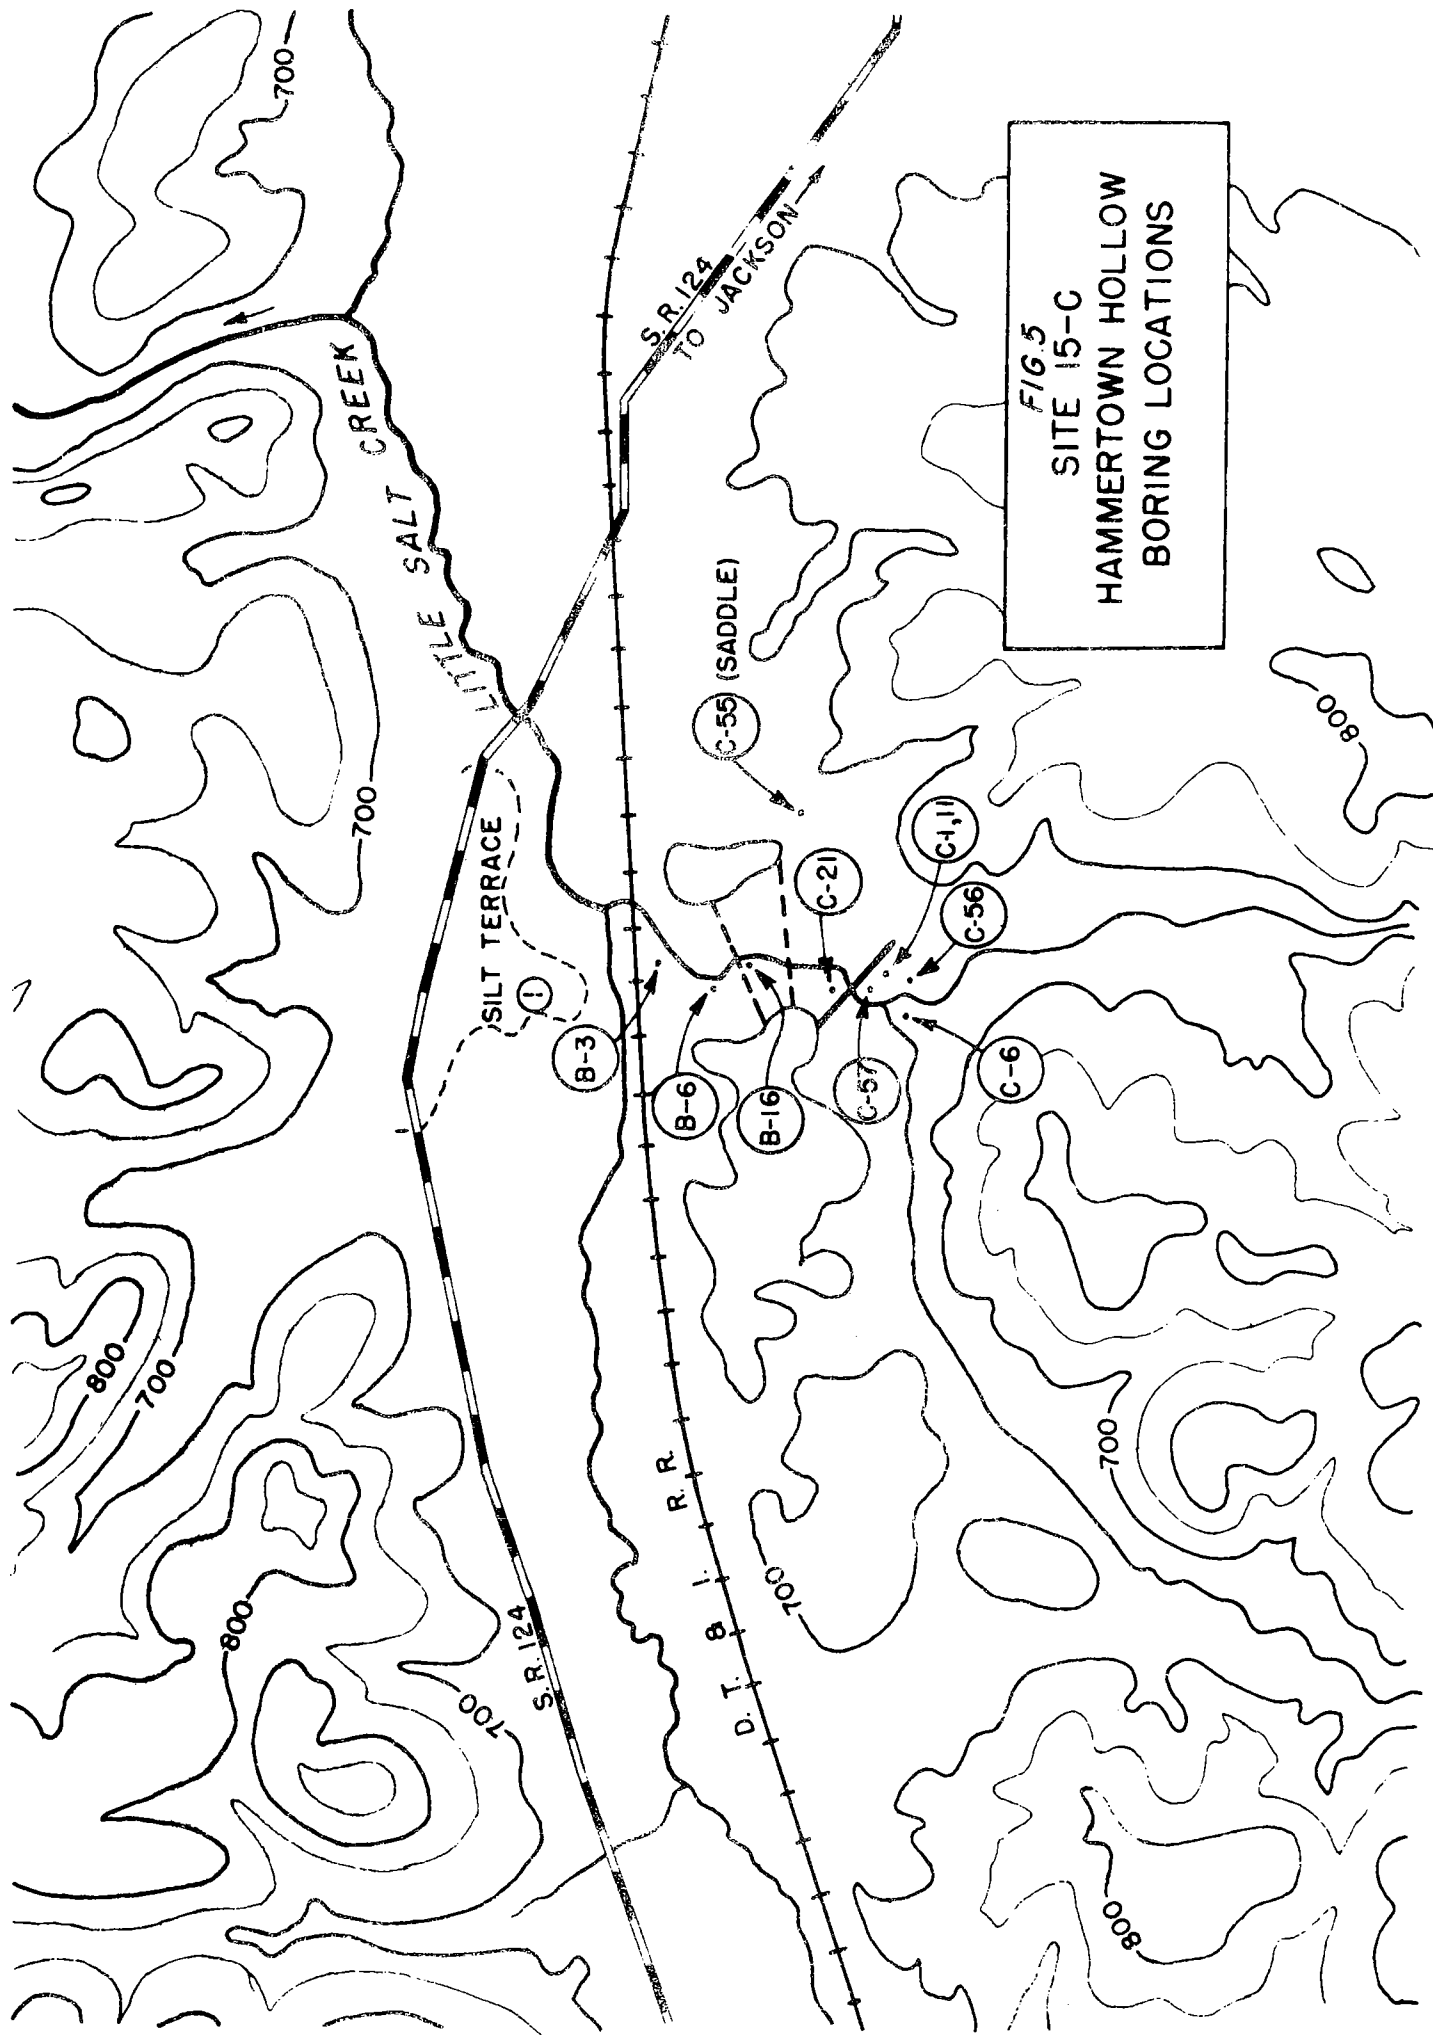 FIG. 5
SITE 15-C
HAMMERTOWN HOLLOW
BORING LOCATIONS
800
700
700
700
LITTLE SALT CREEK
800
700
S.R. 124
SILT TERRACE
1
S.R. 124
TO JACKSON
D. T. & I. R. R.
B-3
B-6
B-16
C-21
C-55 (SADDLE)
C-57
C-1, 11
C-56
C-6
700
700
800
800